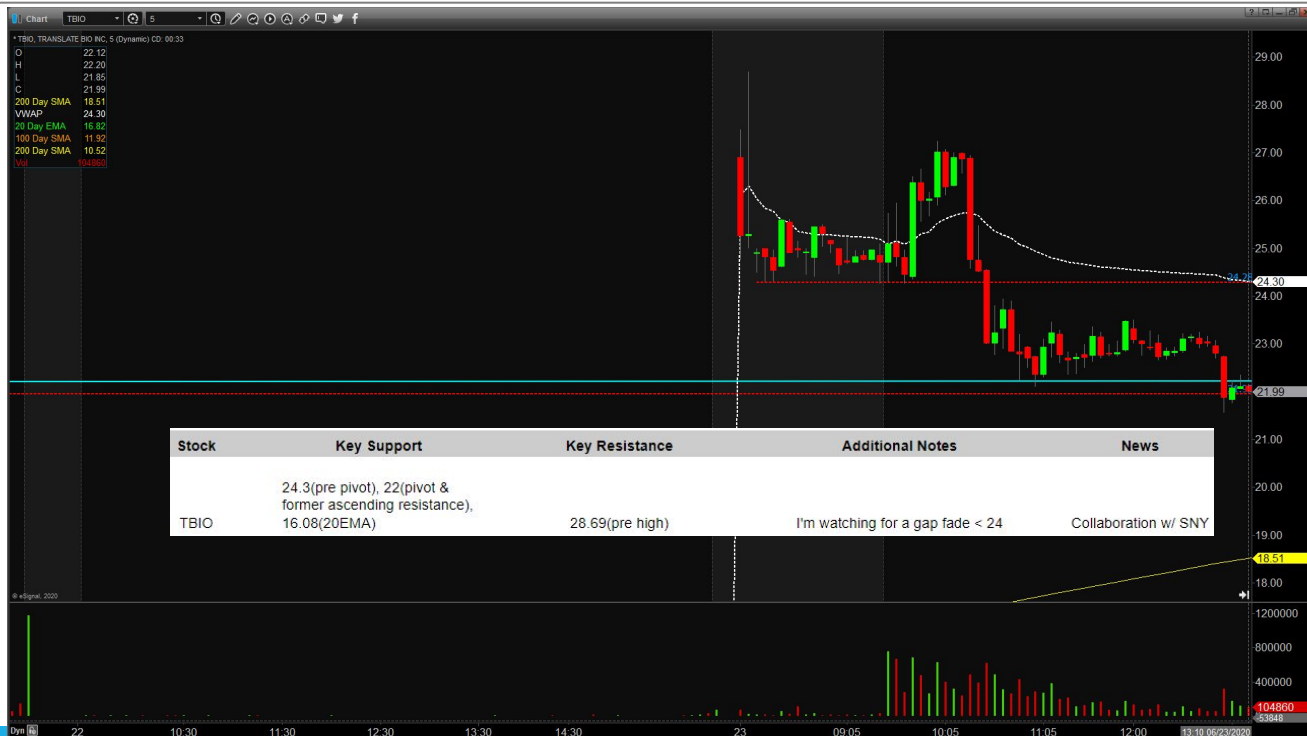 Chart TBIO 5
* TBIO, TRANSLATE BIO INC, 5 (Dynamic) CD: 00:33
O 22.12
H 22.20
L 21.85
C 21.99
200 Day SMA 18.51
VWAP 24.30
20 Day EMA 16.82
100 Day SMA 11.92
200 Day SMA 10.52
Vol 104860
29.00
28.00
27.00
26.00
25.00
24.30
24.00
23.00
21.99
21.00
20.00
19.00
18.51
18.00
Stock Key Support Key Resistance Additional Notes News
24.3(pre pivot), 22(pivot &
former ascending resistance),
TBIO 16.08(20EMA) 28.69(pre high) I'm watching for a gap fade < 24 Collaboration w/ SNY
© eSignal, 2020
1200000
800000
400000
104860
53848
Dyn 22 10:30 11:30 12:30 13:30 14:30 23 09:05 10:05 11:05 12:00 13:10 06/23/2020